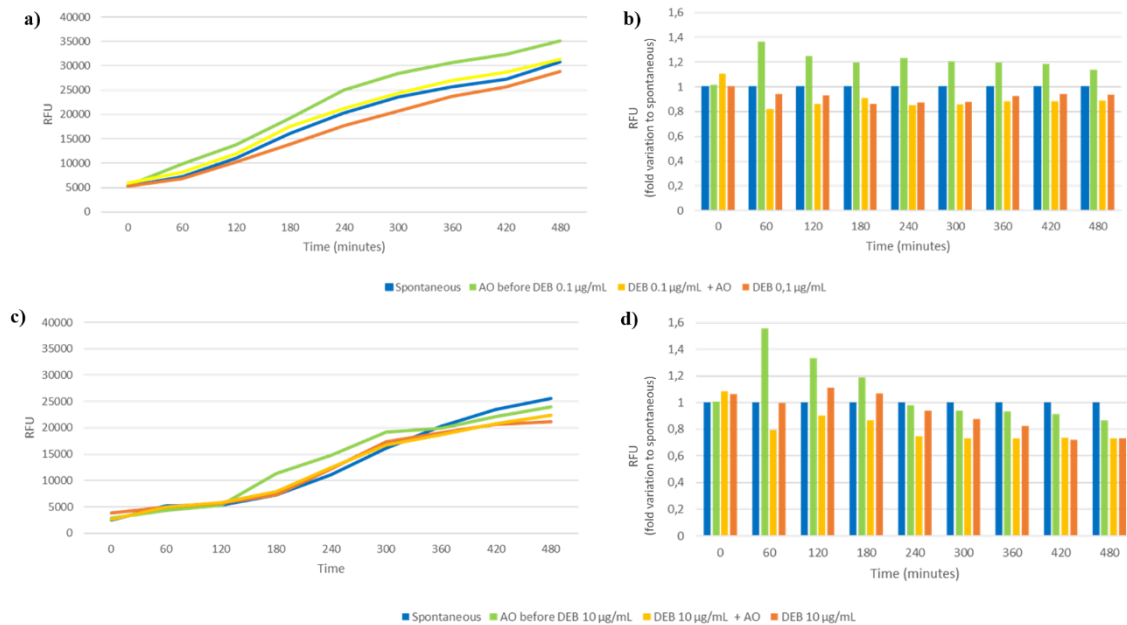 a)
40000
35000
30000
25000
20000
15000
10000
5000
0
RFU
0 60 120 180 240 300 360 420 480
Time (minutes)
b)
1,6
1,4
1,2
1
0,8
0,6
0,4
0,2
0
RFU
(fold variation to spontaneous)
0 60 120 180 240 300 360 420 480
Time (minutes)
Spontaneous AO before DEB 0.1 µg/mL DEB 0.1 µg/mL + AO DEB 0,1 µg/mL
c)
40000
35000
30000
25000
20000
15000
10000
5000
0
RFU
0 60 120 180 240 300 360 420 480
Time
d)
1,6
1,4
1,2
1
0,8
0,6
0,4
0,2
0
RFU
(fold variation to spontaneous)
0 60 120 180 240 300 360 420 480
Time (minutes)
Spontaneous AO before DEB 10 µg/mL DEB 10 µg/mL + AO DEB 10 µg/mL